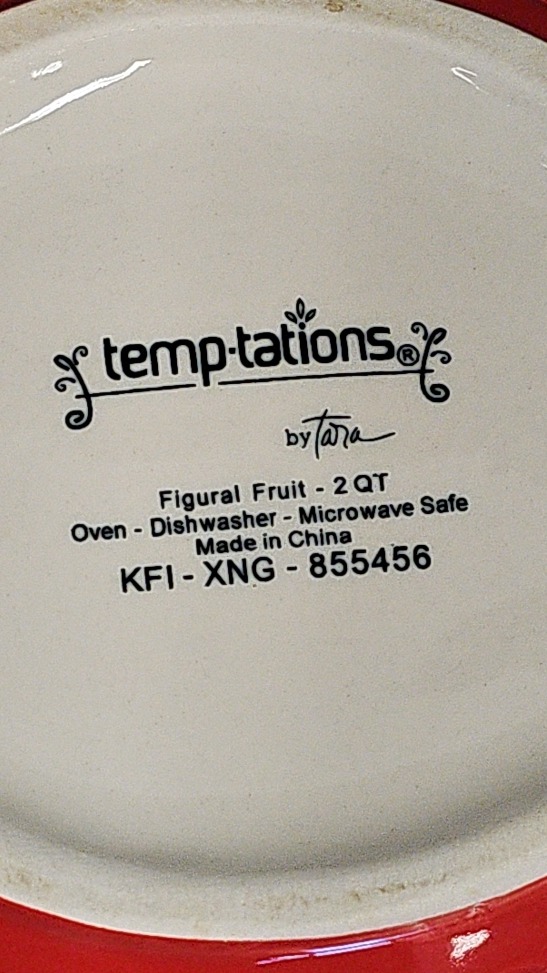 temp·tations®
by Tara
Figural Fruit - 2 QT
Oven - Dishwasher - Microwave Safe
Made in China
KFI - XNG - 855456